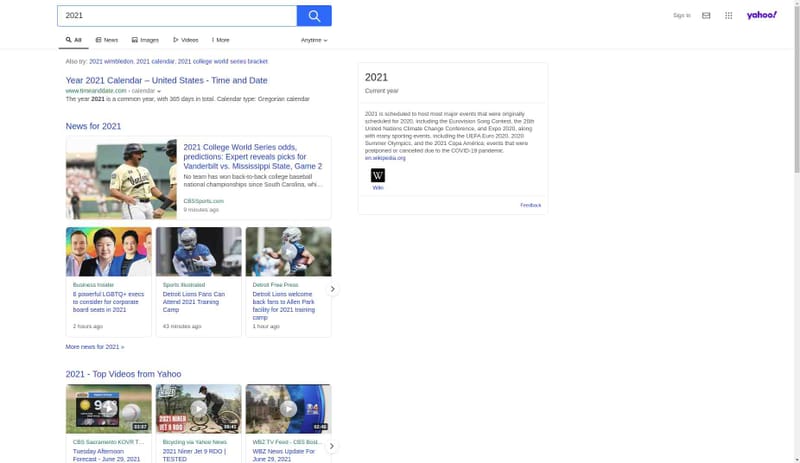 2021
Sign In
yahoo!
All
News
Images
Videos
More
Anytime
Also try: 2021 wimbledon, 2021 calendar, 2021 college world series bracket
Year 2021 Calendar – United States - Time and Date
www.timeanddate.com › calendar
The year 2021 is a common year, with 365 days in total. Calendar type: Gregorian calendar
News for 2021
2021 College World Series odds,
predictions: Expert reveals picks for
Vanderbilt vs. Mississippi State, Game 2
No team has won back-to-back college baseball
national championships since South Carolina, whi...
CBSSports.com
9 minutes ago
Business Insider
6 powerful LGBTQ+ execs
to consider for corporate
board seats in 2021
2 hours ago
Sports Illustrated
Detroit Lions Fans Can
Attend 2021 Training
Camp
43 minutes ago
Detroit Free Press
Detroit Lions welcome
back fans to Allen Park
facility for 2021 training
camp
1 hour ago
More news for 2021 »
2021 - Top Videos from Yahoo
CBS Sacramento KOVR T...
Tuesday Afternoon
Forecast - June 29, 2021
2021 NINER
JET 9 RDO
Bicycling via Yahoo News
2021 Niner Jet 9 RDO |
TESTED
WBZ TV Feed - CBS Bost...
WBZ News Update For
June 29, 2021
2021
Current year
2021 is scheduled to host most major events that were originally
scheduled for 2020, including the Eurovision Song Contest, the 26th
United Nations Climate Change Conference, and Expo 2020, along
with many sporting events, including the UEFA Euro 2020, 2020
Summer Olympics, and the 2021 Copa América; events that were
postponed or canceled due to the COVID-19 pandemic.
en.wikipedia.org
W
Wiki
Feedback